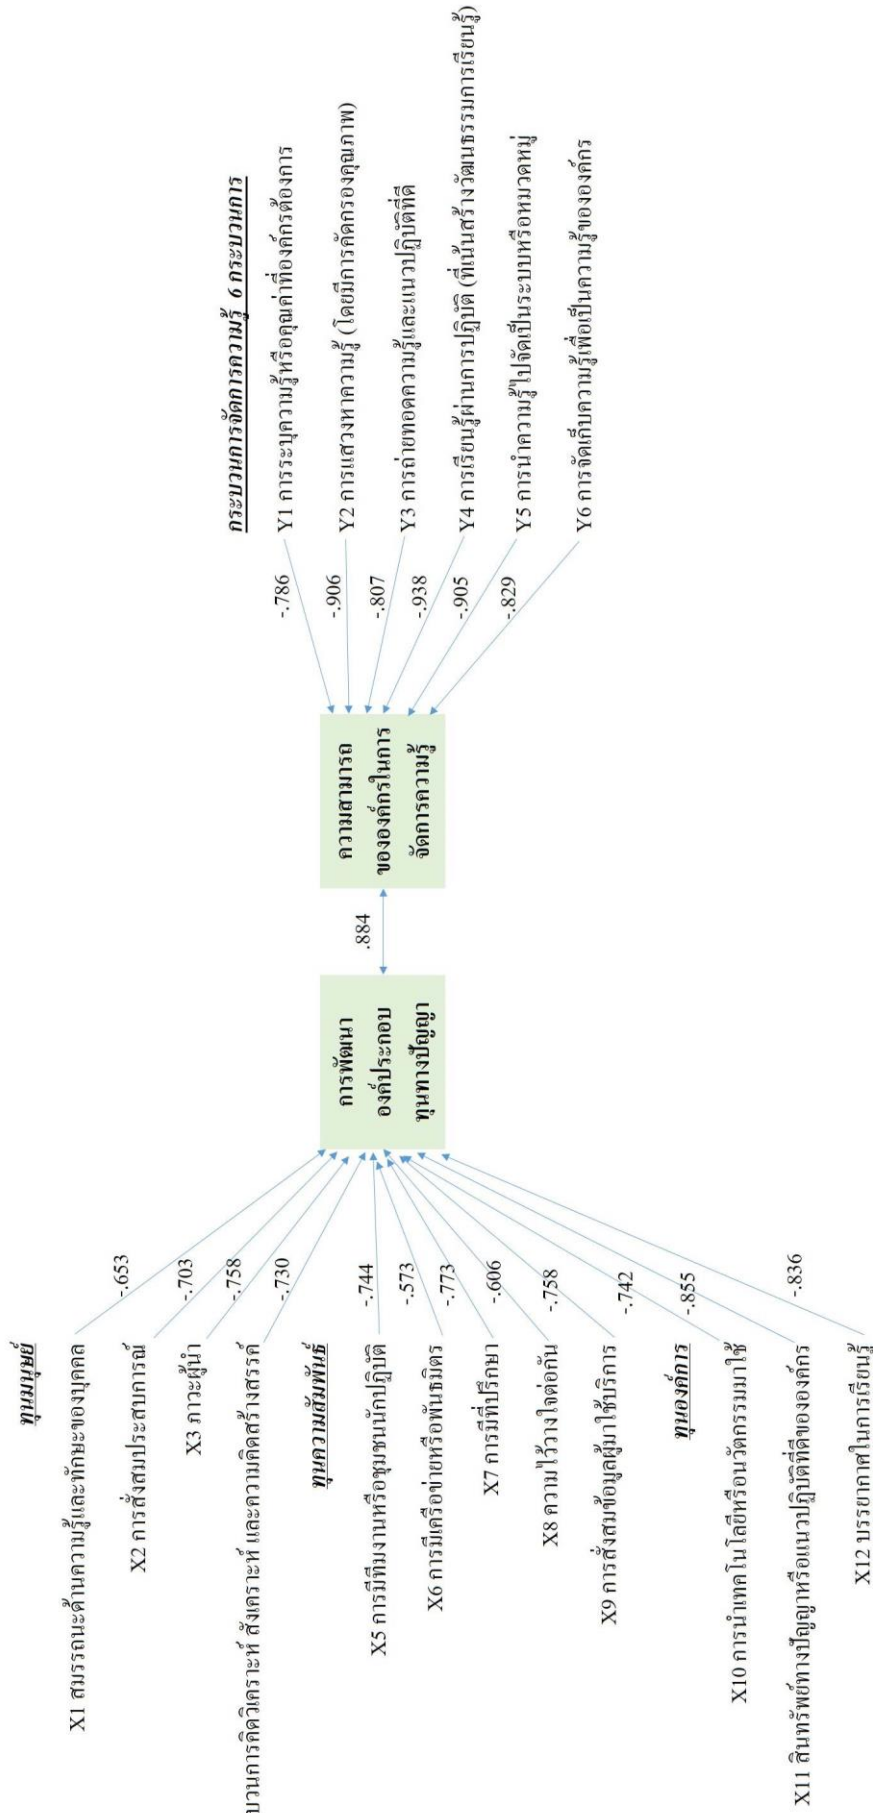 ทุนมนุษย์
X1 สมรรถนะด้านความรู้และทักษะของบุคคล
-.653
X2 การสั่งสมประสบการณ์
-.703
X3 ภาวะผู้นำ
-.758
บวนการคิดวิเคราะห์ สังเคราะห์ และความคิดสร้างสรรค์
-.730
ทุนความสัมพันธ์
X5 การมีทีมงานหรือชุมชนนักปฏิบัติ
-.744
X6 การมีเครือข่ายหรือพันธมิตร
-.573
X7 การมีที่ปรึกษา
-.773
X8 ความไว้วางใจต่อกัน
-.606
X9 การสั่งสมข้อมูลผู้มาใช้บริการ
-.758
ทุนองค์การ
X10 การนำเทคโนโลยีหรือนวัตกรรมมาใช้
-.742
X11 สินทรัพย์ทางปัญญาหรือแนวปฏิบัติที่ดีขององค์กร
-.855
X12 บรรยากาศในการเรียนรู้
-.836
การพัฒนา
องค์ประกอบ
ทุนทางปัญญา
.884
ความสามารถ
ขององค์กรในการ
จัดการความรู้
กระบวนการจัดการความรู้ 6 กระบวนการ
Y1 การระบุความรู้หรือคุณค่าที่องค์กรต้องการ
-.786
Y2 การแสวงหาความรู้ (โดยมีการคัดกรองคุณภาพ)
-.906
Y3 การถ่ายทอดความรู้และแนวปฏิบัติที่ดี
-.807
Y4 การเรียนรู้ผ่านการปฏิบัติ (ที่เน้นสร้างวัฒนธรรมการเรียนรู้)
-.938
Y5 การนำความรู้ไปจัดเป็นระบบหรือหมวดหมู่
-.905
Y6 การจัดเก็บความรู้เพื่อเป็นความรู้ขององค์กร
-.829